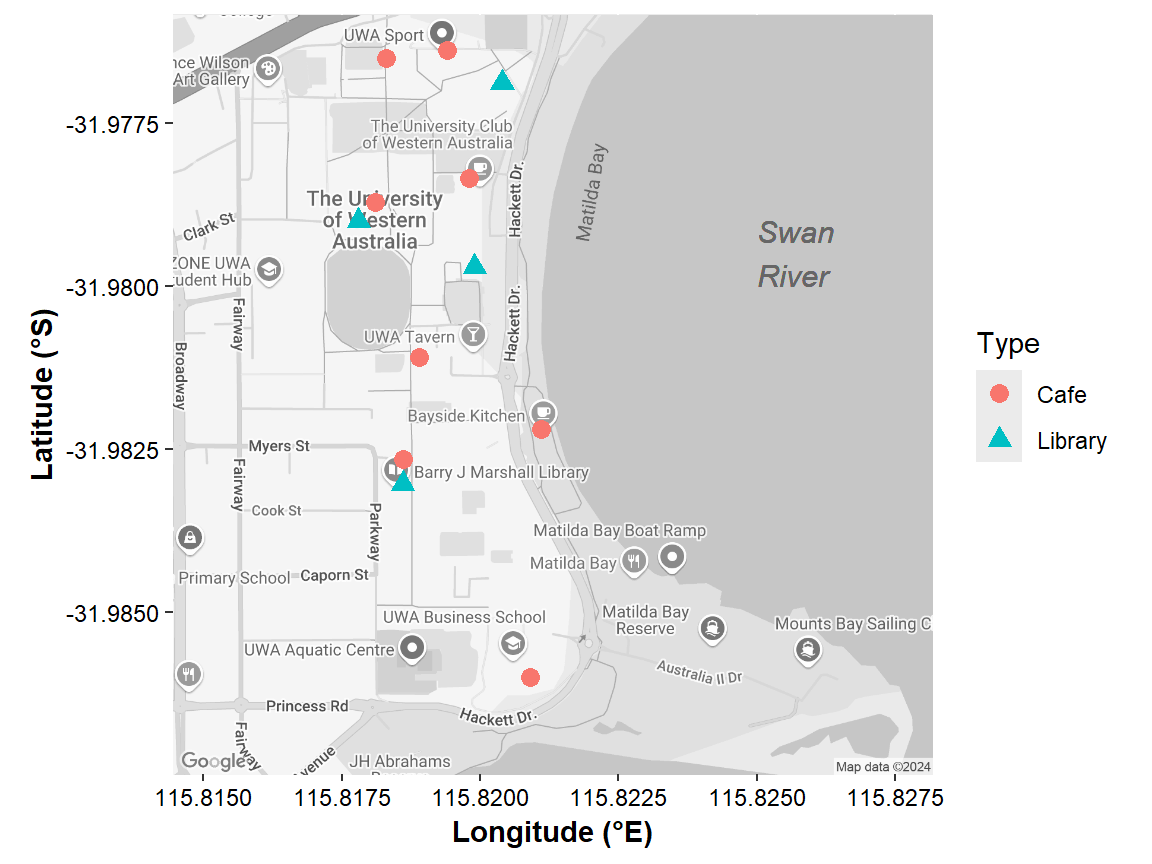 UWA Sport
nce Wilson
Art Gallery
-31.9775
The University Club
of Western Australia
Hackett Dr.
Matilda Bay
The University
of Western
Australia
Clark St
Swan
River
ZONE UWA
tudent Hub
-31.9800
Hackett Dr.
Fairway
UWA Tavern
Broadway
Latitude (°S)
Type
Cafe
Library
Bayside Kitchen
-31.9825
Myers St
Fairway
Barry J Marshall Library
Cook St
Parkway
Matilda Bay Boat Ramp
Matilda Bay
Primary School
Caporn St
-31.9850
UWA Business School
Matilda Bay
Reserve
Mounts Bay Sailing C
UWA Aquatic Centre
Australia II Dr
Princess Rd
Hackett Dr.
Fairway
venue
JH Abrahams
Google
Map data ©2024
115.8150
115.8175
115.8200
115.8225
115.8250
115.8275
Longitude (°E)